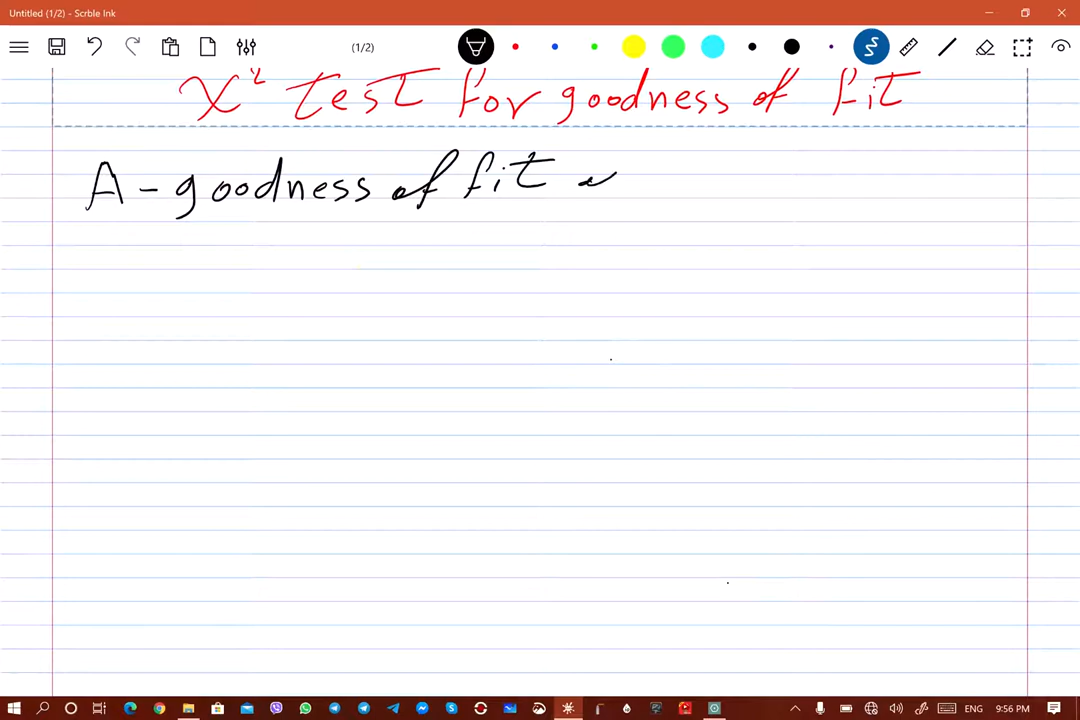 Untitled (1/2) - Scrble Ink
(1/2)
X² test for goodness of fit
A - goodness of fit
ENG 9:56 PM